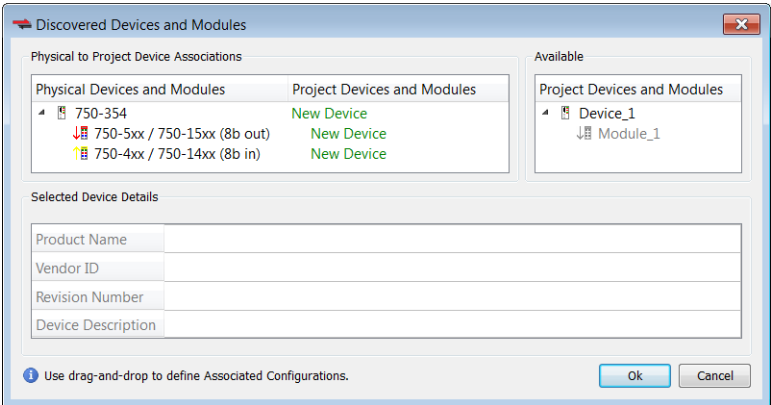 Discovered Devices and Modules
Physical to Project Device Associations
Physical Devices and Modules Project Devices and Modules
750-354 New Device
750-5xx / 750-15xx (8b out) New Device
750-4xx / 750-14xx (8b in) New Device
Available
Project Devices and Modules
Device_1
Module_1
Selected Device Details
Product Name
Vendor ID
Revision Number
Device Description
Use drag-and-drop to define Associated Configurations.
Ok Cancel